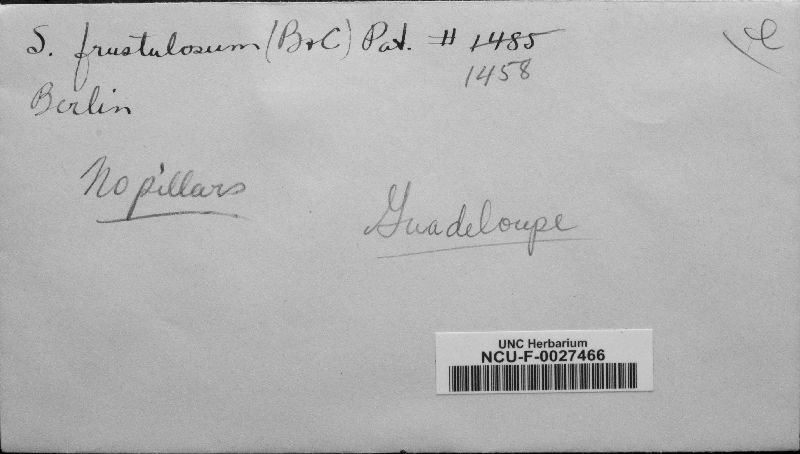 S. frustulosum (B&C) Pat. # 1485
1458
Berlin
No pillars
Guadeloupe
UNC Herbarium
NCU-F-0027466